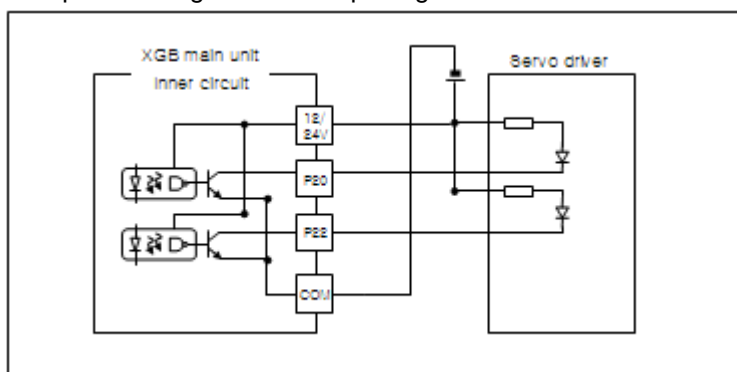 XGB main unit
inner circuit
Servo driver
12/
24V
P20
P22
COM